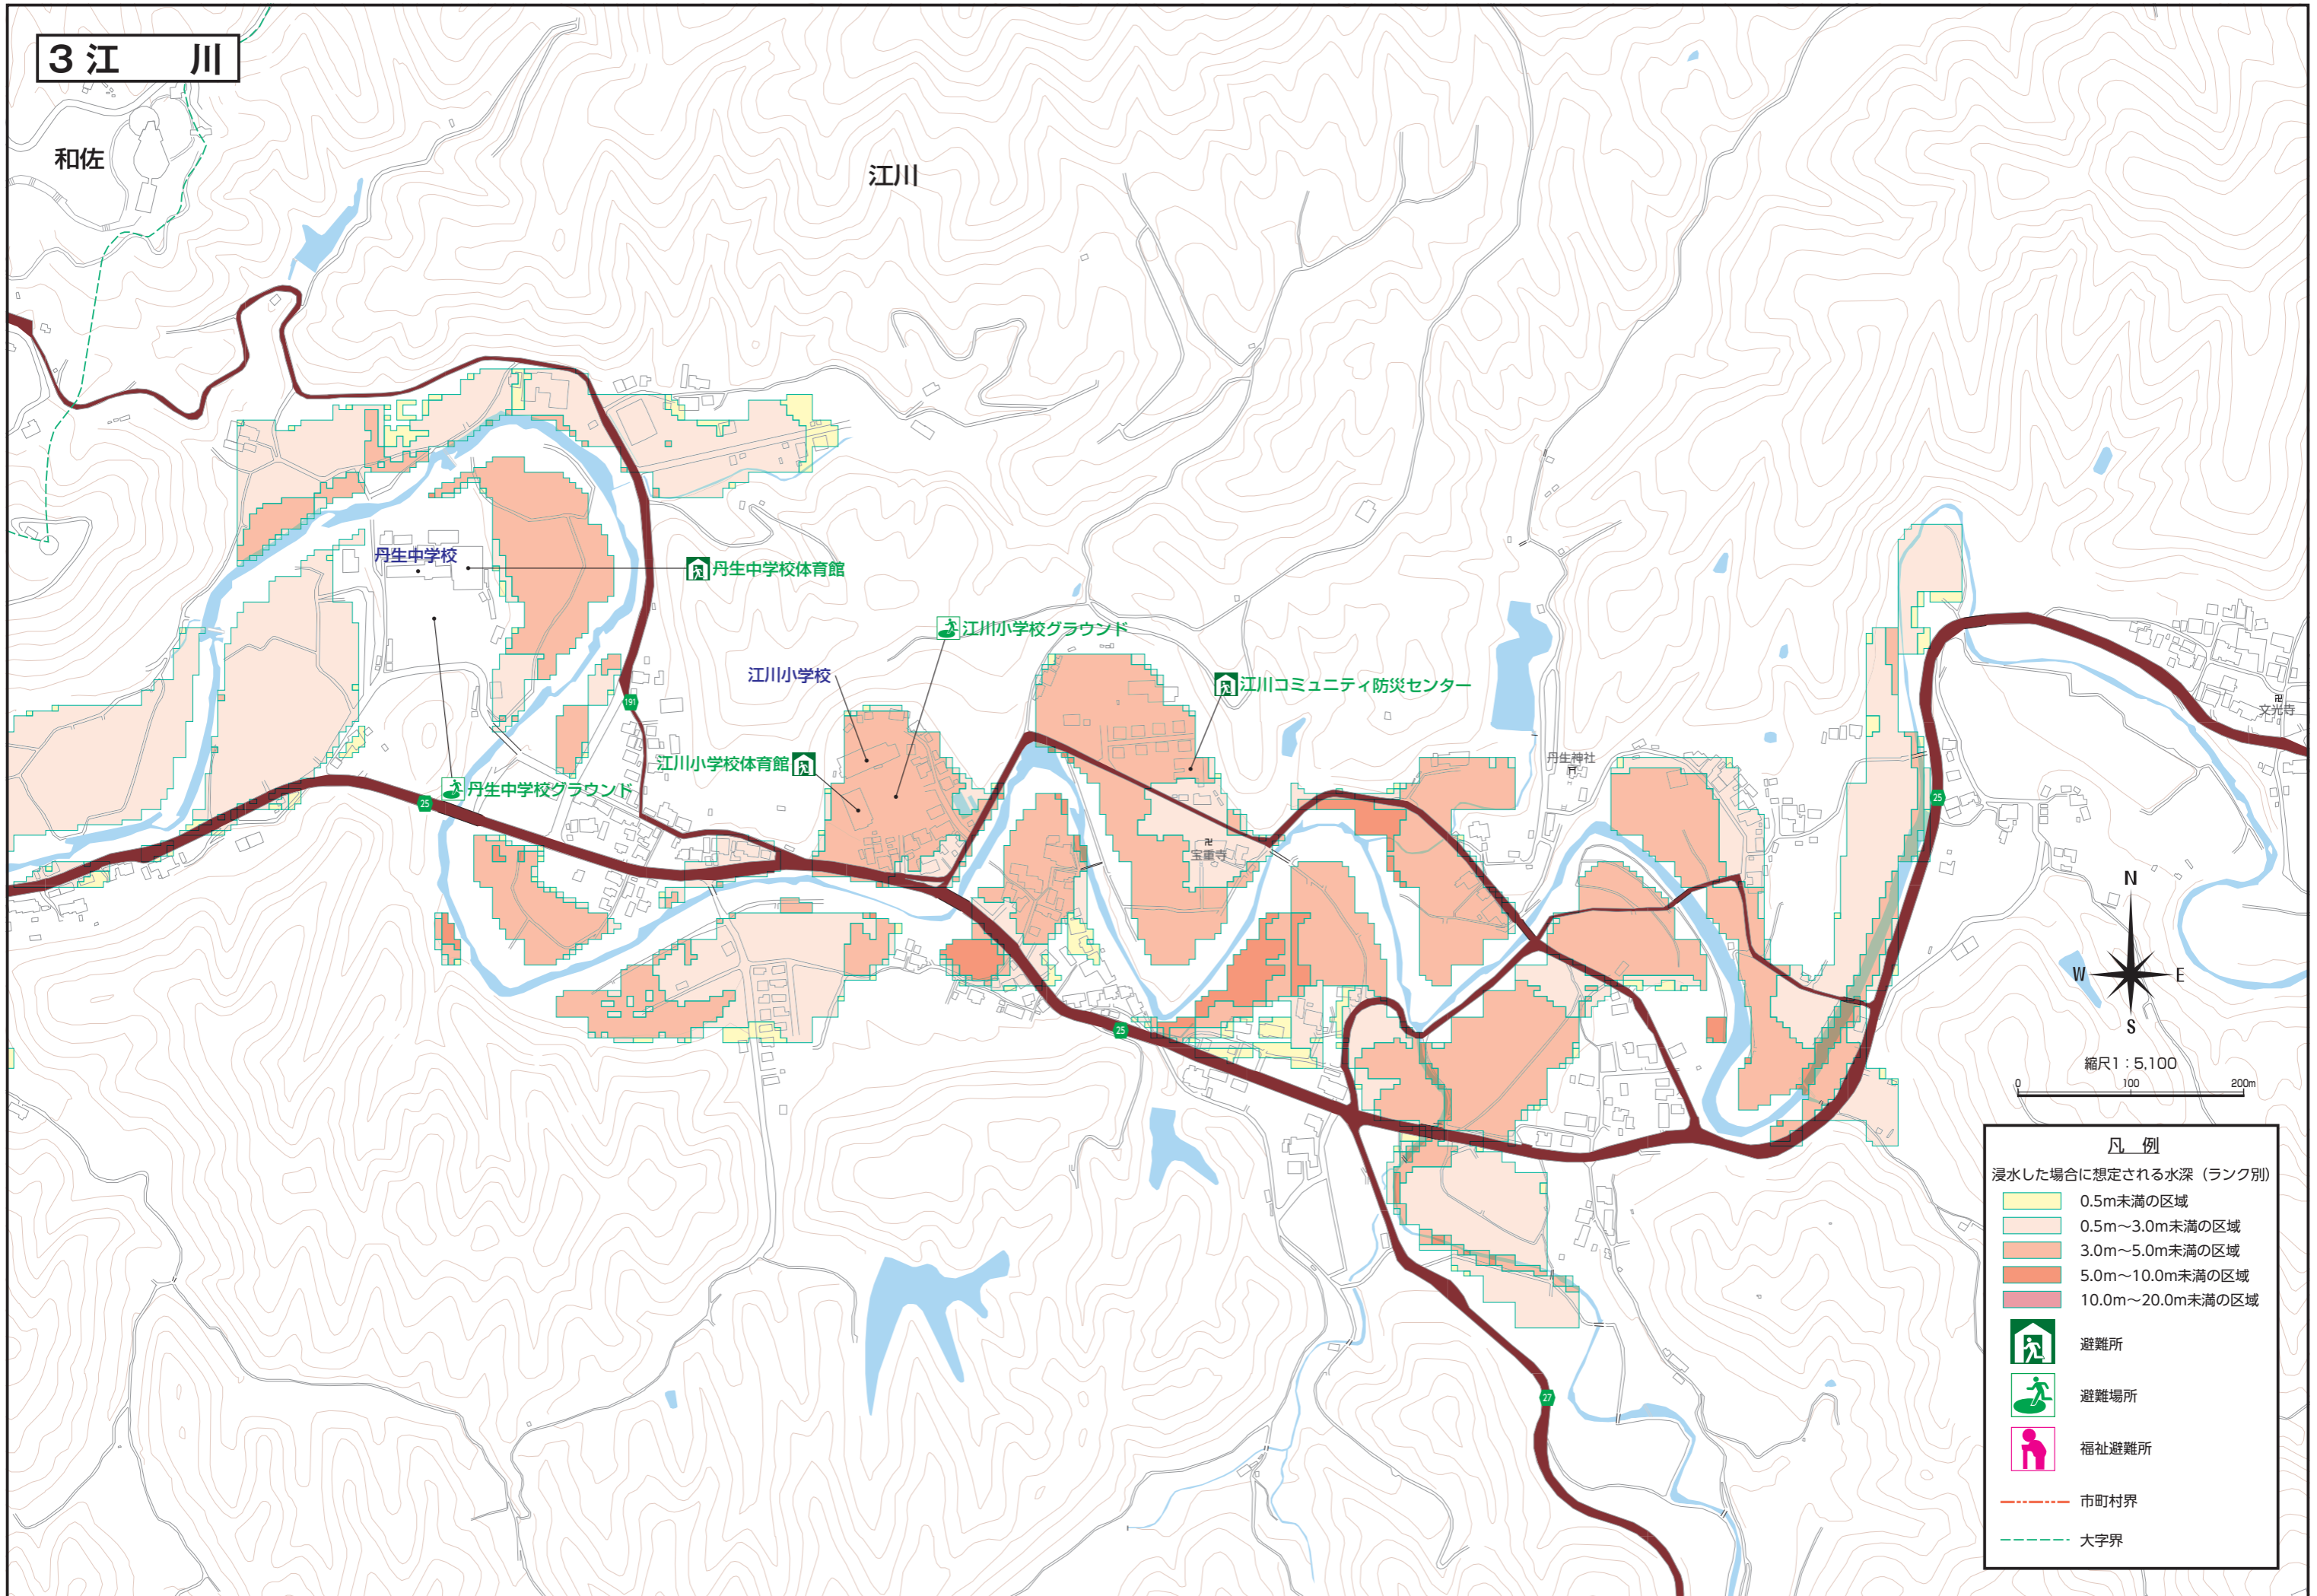 3 江　川
和佐
江川
丹生中学校
丹生中学校体育館
江川小学校グラウンド
江川小学校
江川コミュニティ防災センター
191
文光寺
丹生神社
江川小学校体育館
丹生中学校グラウンド
25
25
宝重寺
N
W
E
S
25
縮尺1：5,100
0
100
200m
凡　例
浸水した場合に想定される水深（ランク別）
0.5m未満の区域
0.5m～3.0m未満の区域
3.0m～5.0m未満の区域
5.0m～10.0m未満の区域
10.0m～20.0m未満の区域
避難所
避難場所
27
福祉避難所
市町村界
大字界